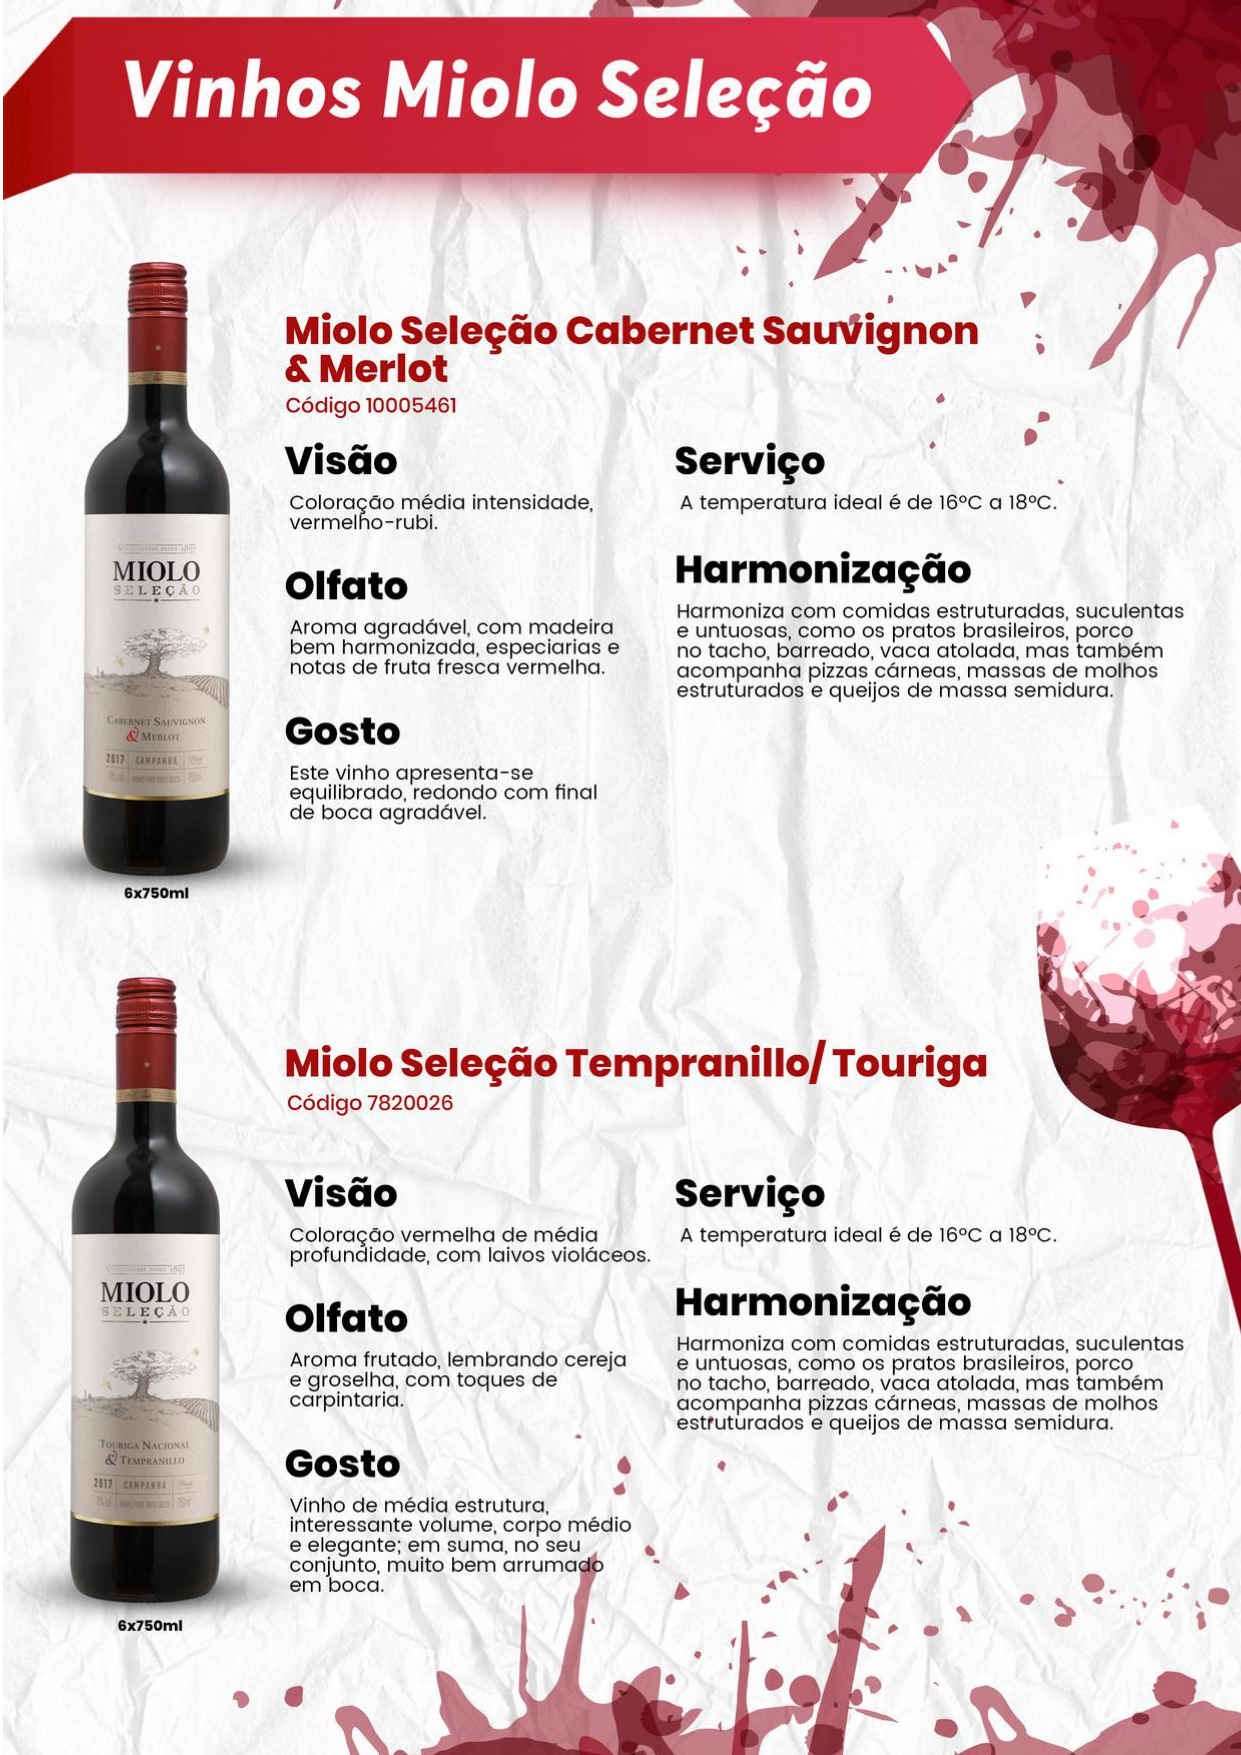 Vinhos Miolo Seleção
Miolo Seleção Cabernet Sauvignon
& Merlot
Código 10005461
Visão
Coloração média intensidade,
vermelho-rubi.
Olfato
Aroma agradável, com madeira
bem harmonizada, especiarias e
notas de fruta fresca vermelha.
Gosto
Este vinho apresenta-se
equilibrado, redondo com final
de boca agradável.
Serviço
A temperatura ideal é de 16ºC a 18ºC.
Harmonização
Harmoniza com comidas estruturadas, suculentas
e untuosas, como os pratos brasileiros, porco
no tacho, barreado, vaca atolada, mas também
acompanha pizzas cárneas, massas de molhos
estruturados e queijos de massa semidura.
MIOLO
SELEÇÃO
CABERNET SAUVIGNON
& MERLOT
2017 CAMPANHA
6x750ml
Miolo Seleção Tempranillo/ Touriga
Código 7820026
Visão
Coloração vermelha de média
profundidade, com laivos violáceos.
Olfato
Aroma frutado, lembrando cereja
e groselha, com toques de
carpintaria.
Gosto
Vinho de média estrutura,
interessante volume, corpo médio
e elegante; em suma, no seu
conjunto, muito bem arrumado
em boca.
Serviço
A temperatura ideal é de 16ºC a 18ºC.
Harmonização
Harmoniza com comidas estruturadas, suculentas
e untuosas, como os pratos brasileiros, porco
no tacho, barreado, vaca atolada, mas também
acompanha pizzas cárneas, massas de molhos
estruturados e queijos de massa semidura.
MIOLO
SELEÇÃO
TOURIGA NACIONAL
& TEMPRANILLO
2017 CAMPANHA
6x750ml